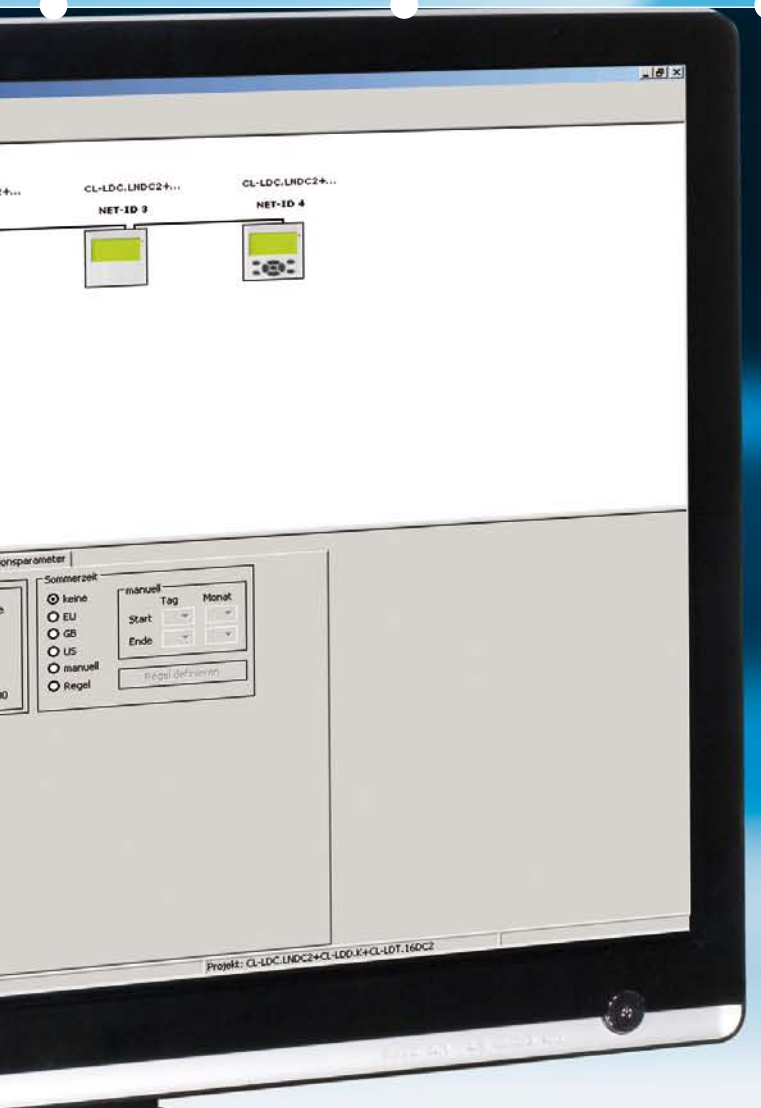 CL-LDC.LNDC2+...
CL-LDC.LNDC2+...
NET-ID 3
NET-ID 4
Sommerzeit
keine
EU
GB
US
manuell
Regel
manuell
Tag
Monat
Start
Ende
Regel definieren
Projekt: CL-LDC.LNDC2+CL-LDD.K+CL-LDT.16DC2